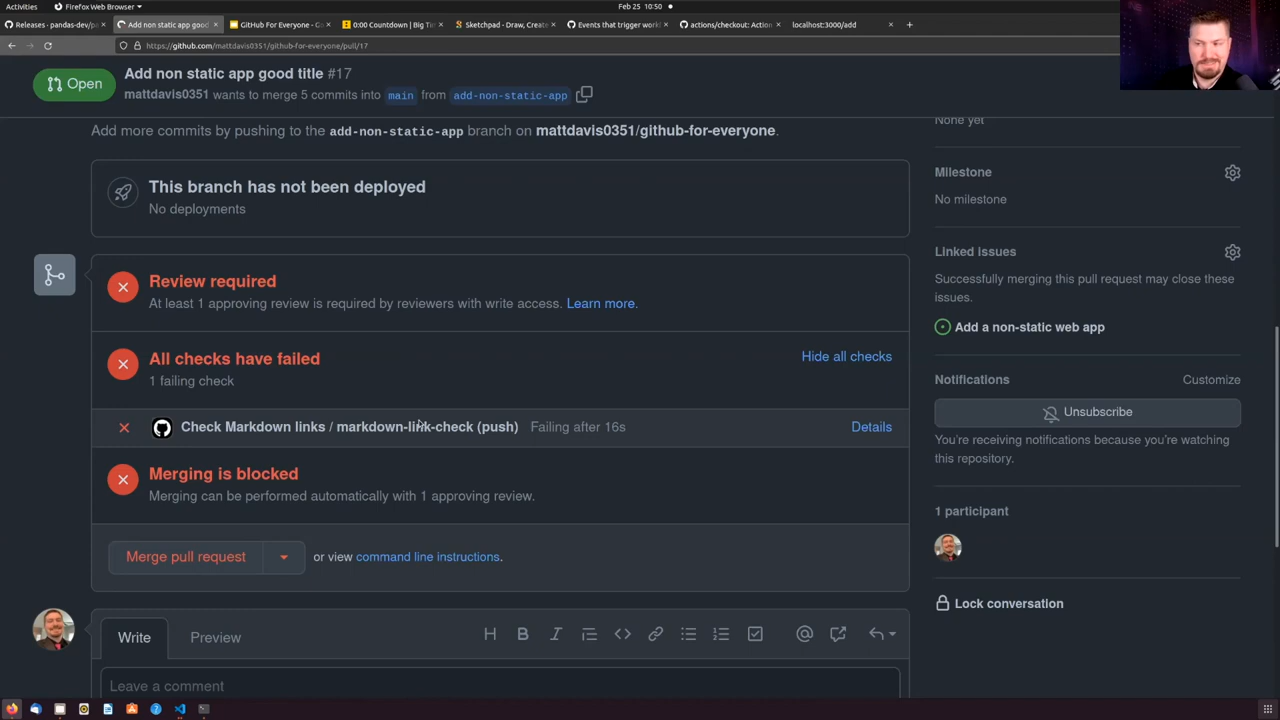 Activities
Firefox Web Browser
Feb 25 10:50
Releases · pandas-dev/p
Add non static app good
GitHub For Everyone - Go
0:00 Countdown | Big Ti
Sketchpad - Draw, Create
Events that trigger work
actions/checkout: Action
localhost:3000/add
https://github.com/mattdavis0351/github-for-everyone/pull/17
Open
Add non static app good title #17
mattdavis0351 wants to merge 5 commits into main from add-non-static-app
Add more commits by pushing to the add-non-static-app branch on mattdavis0351/github-for-everyone.
This branch has not been deployed
No deployments
Review required
At least 1 approving review is required by reviewers with write access. Learn more.
All checks have failed
1 failing check
Hide all checks
Check Markdown links / markdown-link-check (push) Failing after 16s
Details
Merging is blocked
Merging can be performed automatically with 1 approving review.
Merge pull request
or view command line instructions.
Write
Preview
Leave a comment
None yet
Milestone
No milestone
Linked issues
Successfully merging this pull request may close these
issues.
Add a non-static web app
Notifications
Customize
Unsubscribe
You're receiving notifications because you're watching
this repository.
1 participant
Lock conversation